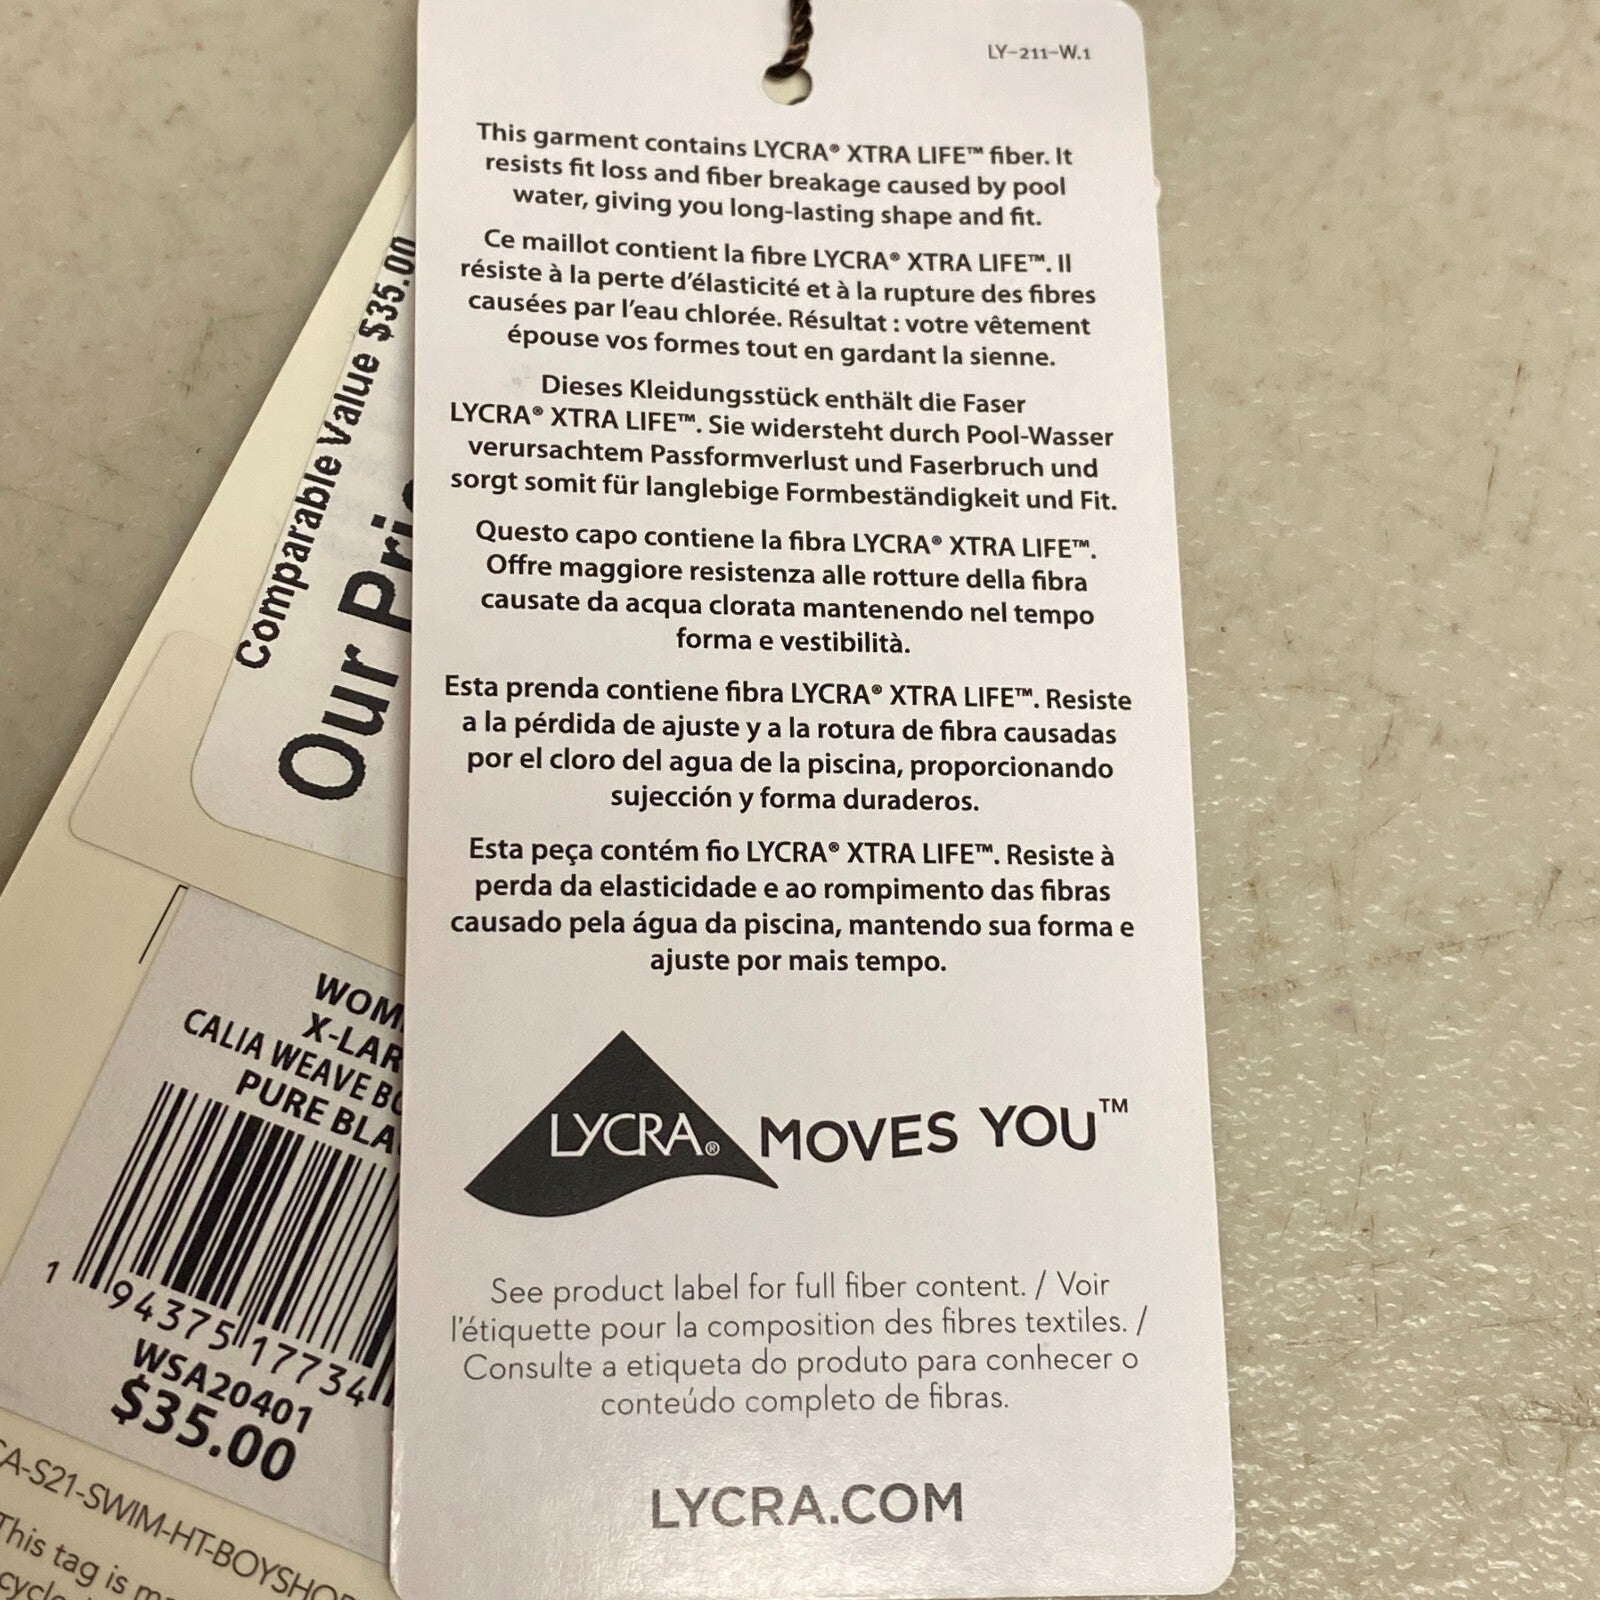 LY-211-W.1
This garment contains LYCRA® XTRA LIFE™ fiber. It
resists fit loss and fiber breakage caused by pool
water, giving you long-lasting shape and fit.
Ce maillot contient la fibre LYCRA® XTRA LIFE™. Il
résiste à la perte d'élasticité et à la rupture des fibres
causées par l'eau chlorée. Résultat : votre vêtement
épouse vos formes tout en gardant la sienne.
Dieses Kleidungsstück enthält die Faser
LYCRA® XTRA LIFE™. Sie widersteht durch Pool-Wasser
verursachtem Passformverlust und Faserbruch und
sorgt somit für langlebige Formbeständigkeit und Fit.
Questo capo contiene la fibra LYCRA® XTRA LIFE™.
Offre maggiore resistenza alle rotture della fibra
causate da acqua clorata mantenendo nel tempo
forma e vestibilità.
Esta prenda contiene fibra LYCRA® XTRA LIFE™. Resiste
a la pérdida de ajuste y a la rotura de fibra causadas
por el cloro del agua de la piscina, proporcionando
sujección y forma duraderos.
Esta peça contém fio LYCRA® XTRA LIFE™. Resiste à
perda da elasticidade e ao rompimento das fibras
causado pela água da piscina, mantendo sua forma e
ajuste por mais tempo.
LYCRA® MOVES YOU™
See product label for full fiber content. / Voir
l'étiquette pour la composition des fibres textiles. /
Consulte a etiqueta do produto para conhecer o
conteúdo completo de fibras.
LYCRA.COM
Comparable Value $35.00
Our
X-LAR
CALIA WEAVE
PURE BLA
1 94375 17734
WSA20401
$35.00
CA-S21-SWIM-HT-BOYSHO
This tag is